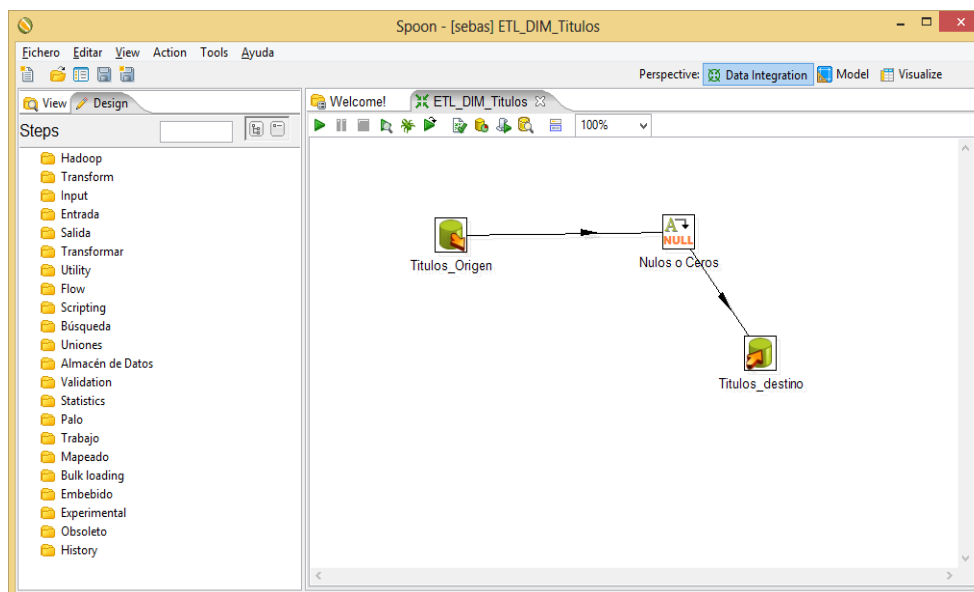 Spoon - [sebas] ETL_DIM_Titulos
Fichero Editar View Action Tools Ayuda
Perspective: Data Integration Model Visualize
View Design
Welcome! ETL_DIM_Titulos
Steps
100%
Hadoop
Transform
Input
Entrada
Salida
Transformar
Utility
Flow
Scripting
Búsqueda
Uniones
Almacén de Datos
Validation
Statistics
Palo
Trabajo
Mapeado
Bulk loading
Embebido
Experimental
Obsoleto
History
Titulos_Origen
A
NULL
Nulos o Ceros
Titulos_destino